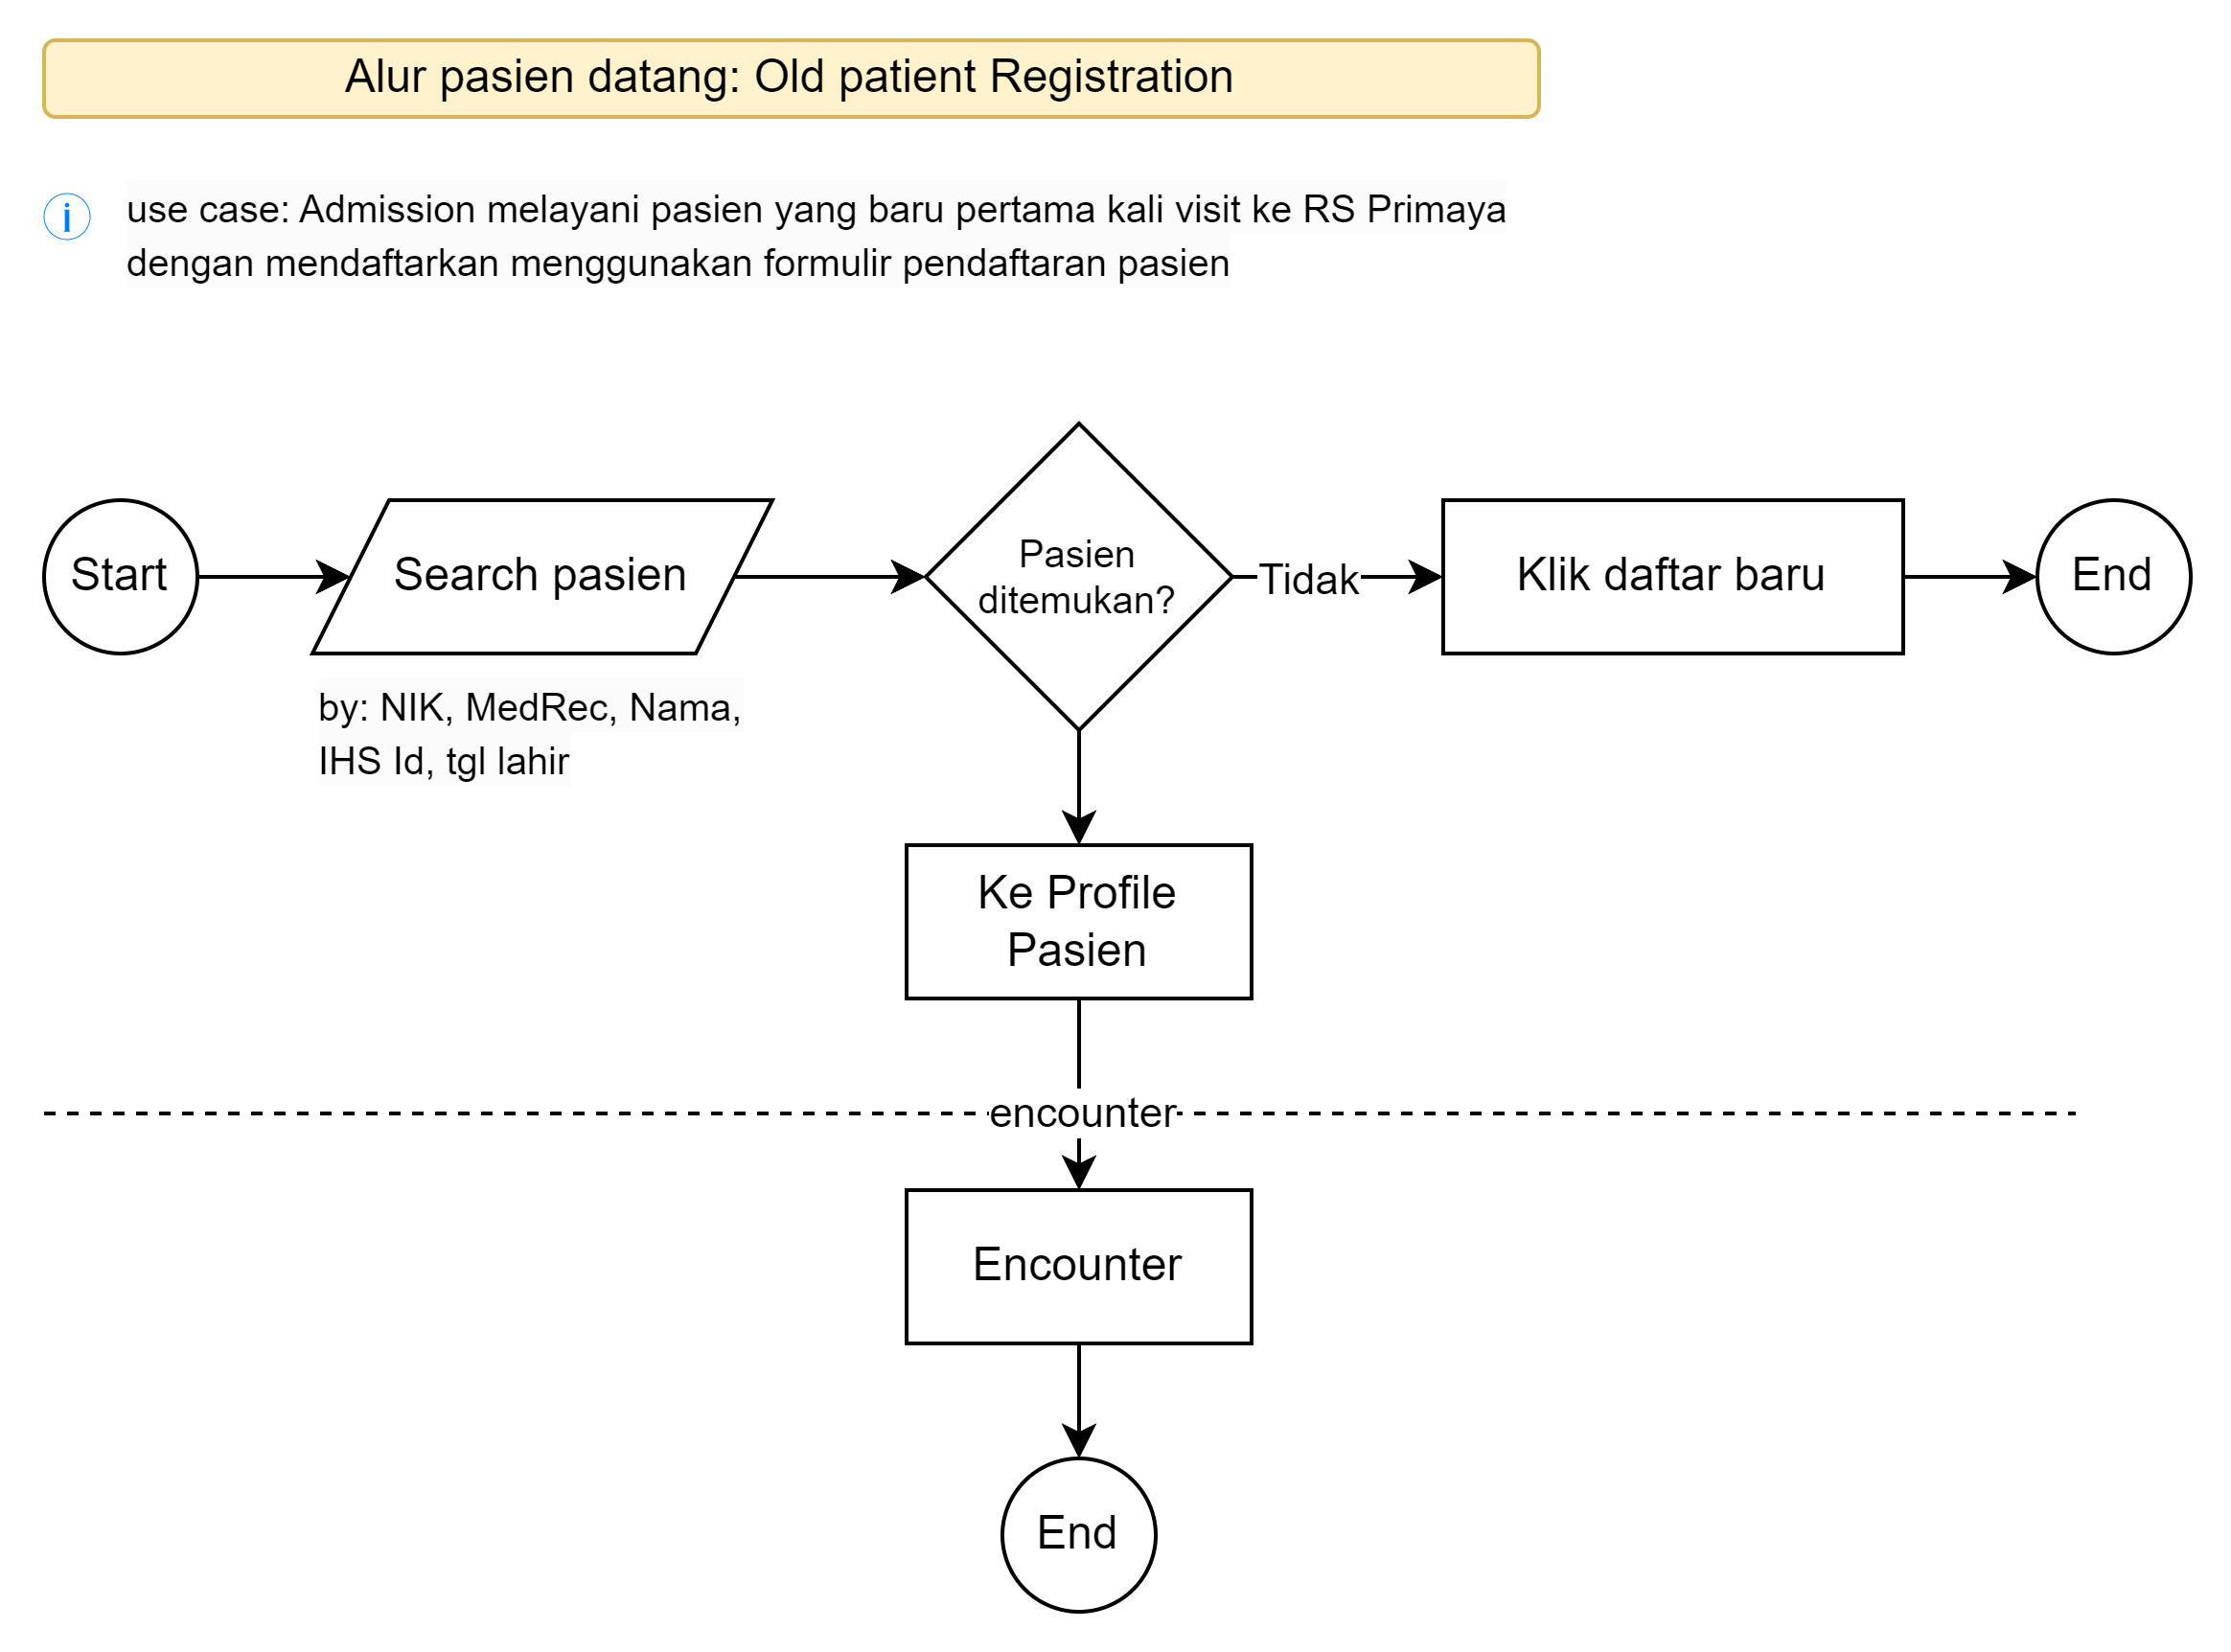 Alur pasien datang: Old patient Registration
use case: Admission melayani pasien yang baru pertama kali visit ke RS Primaya
dengan mendaftarkan menggunakan formulir pendaftaran pasien
Start
Search pasien
by: NIK, MedRec, Nama,
IHS Id, tgl lahir
Pasien
ditemukan?
Tidak
Klik daftar baru
End
Ke Profile
Pasien
encounter
Encounter
End